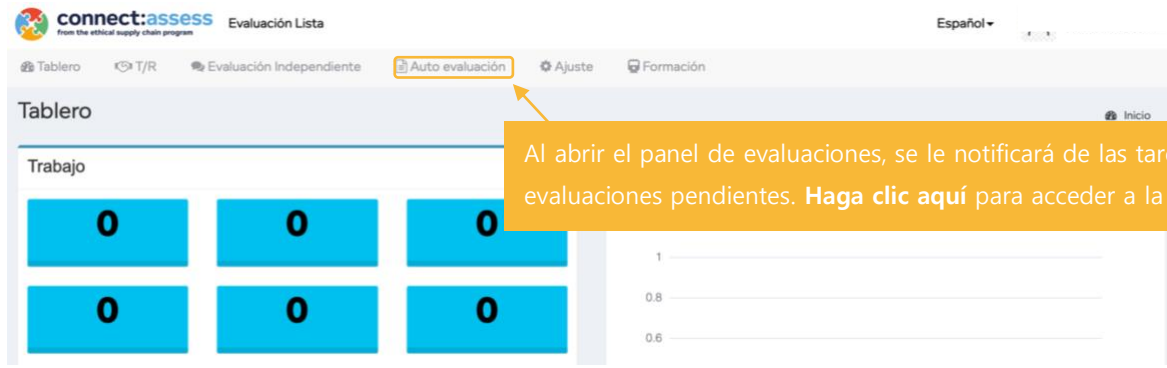 connect:assess
from the ethical supply chain program
Evaluación Lista
Español
Tablero T/R Evaluación Independiente Auto evaluación Ajuste Formación
Tablero
Inicio
Al abrir el panel de evaluaciones, se le notificará de las
evaluaciones pendientes. Haga clic aquí para acceder a la
Trabajo
0 0 0
0 0 0
1
0.8
0.6